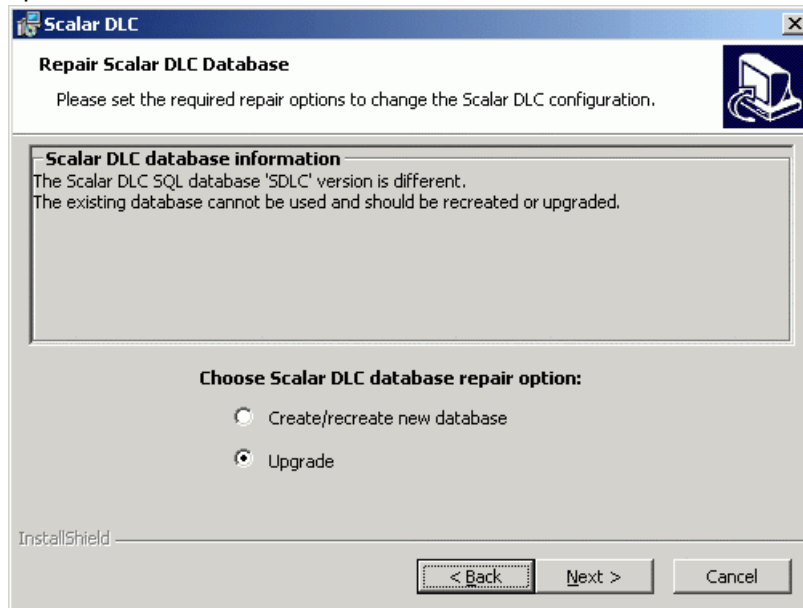 Scalar DLC
Repair Scalar DLC Database
Please set the required repair options to change the Scalar DLC configuration.
Scalar DLC database information
The Scalar DLC SQL database 'SDLC' version is different.
The existing database cannot be used and should be recreated or upgraded.
Choose Scalar DLC database repair option:
Create/recreate new database
Upgrade
InstallShield
< Back Next > Cancel